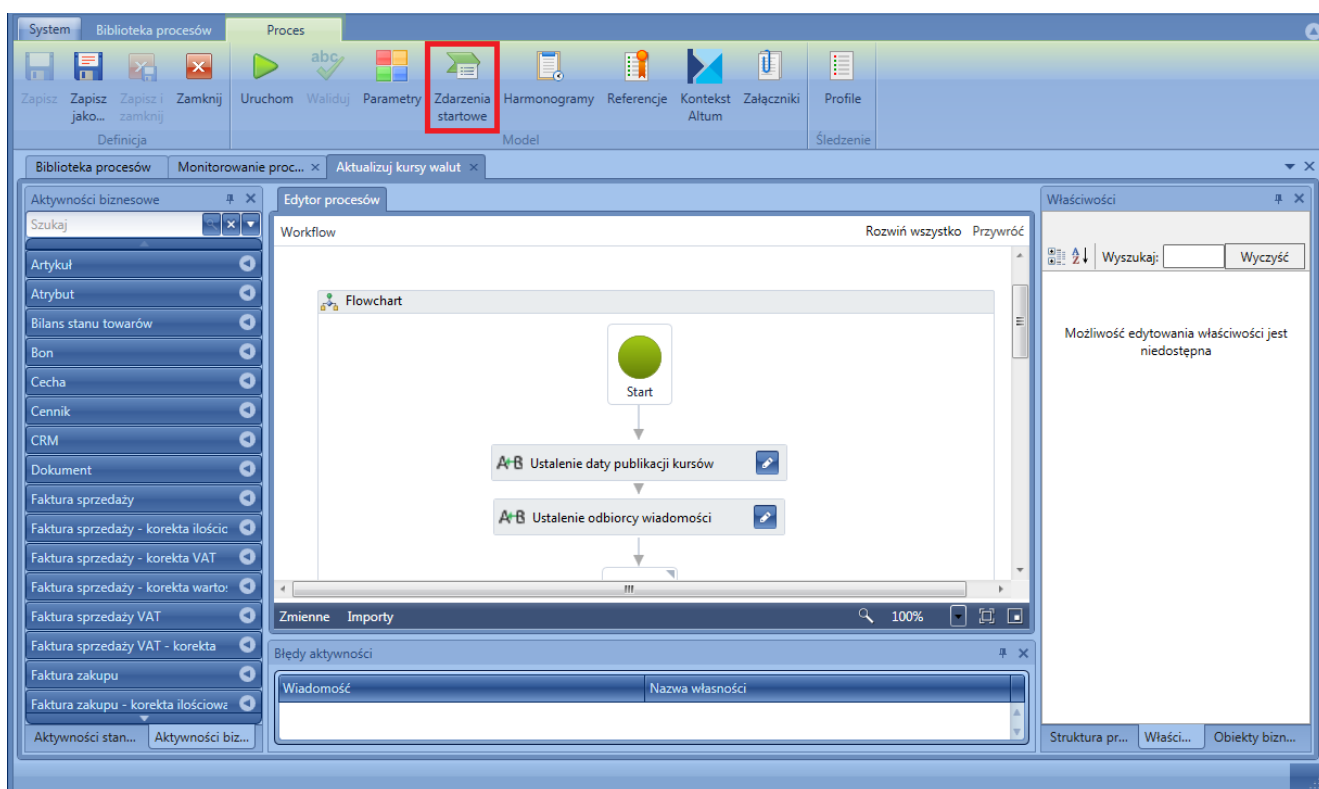 System Biblioteka procesów Proces
Zapisz Zapisz jako... Zapisz i zamknij Zamknij Uruchom Waliduj Parametry Zdarzenia startowe Harmonogramy Referencje Kontekst Altum Załączniki Profile
Definicja Model Śledzenie
Biblioteka procesów Monitorowanie proc... Aktualizuj kursy walut
Aktywności biznesowe
Szukaj
Artykuł
Atrybut
Bilans stanu towarów
Bon
Cecha
Cennik
CRM
Dokument
Faktura sprzedaży
Faktura sprzedaży - korekta ilościc
Faktura sprzedaży - korekta VAT
Faktura sprzedaży - korekta warto
Faktura sprzedaży VAT
Faktura sprzedaży VAT - korekta
Faktura zakupu
Faktura zakupu - korekta ilościowa
Aktywności stan... Aktywności biz...
Edytor procesów
Workflow Rozwiń wszystko Przywróć
Flowchart
Start
A+B Ustalenie daty publikacji kursów
A+B Ustalenie odbiorcy wiadomości
Zmienne Importy 100%
Błędy aktywności
Wiadomość Nazwa własności
Właściwości
Wyszukaj: Wyczyść
Możliwość edytowania właściwości jest
niedostępna
Struktura pr... Właści... Obiekty bizn...